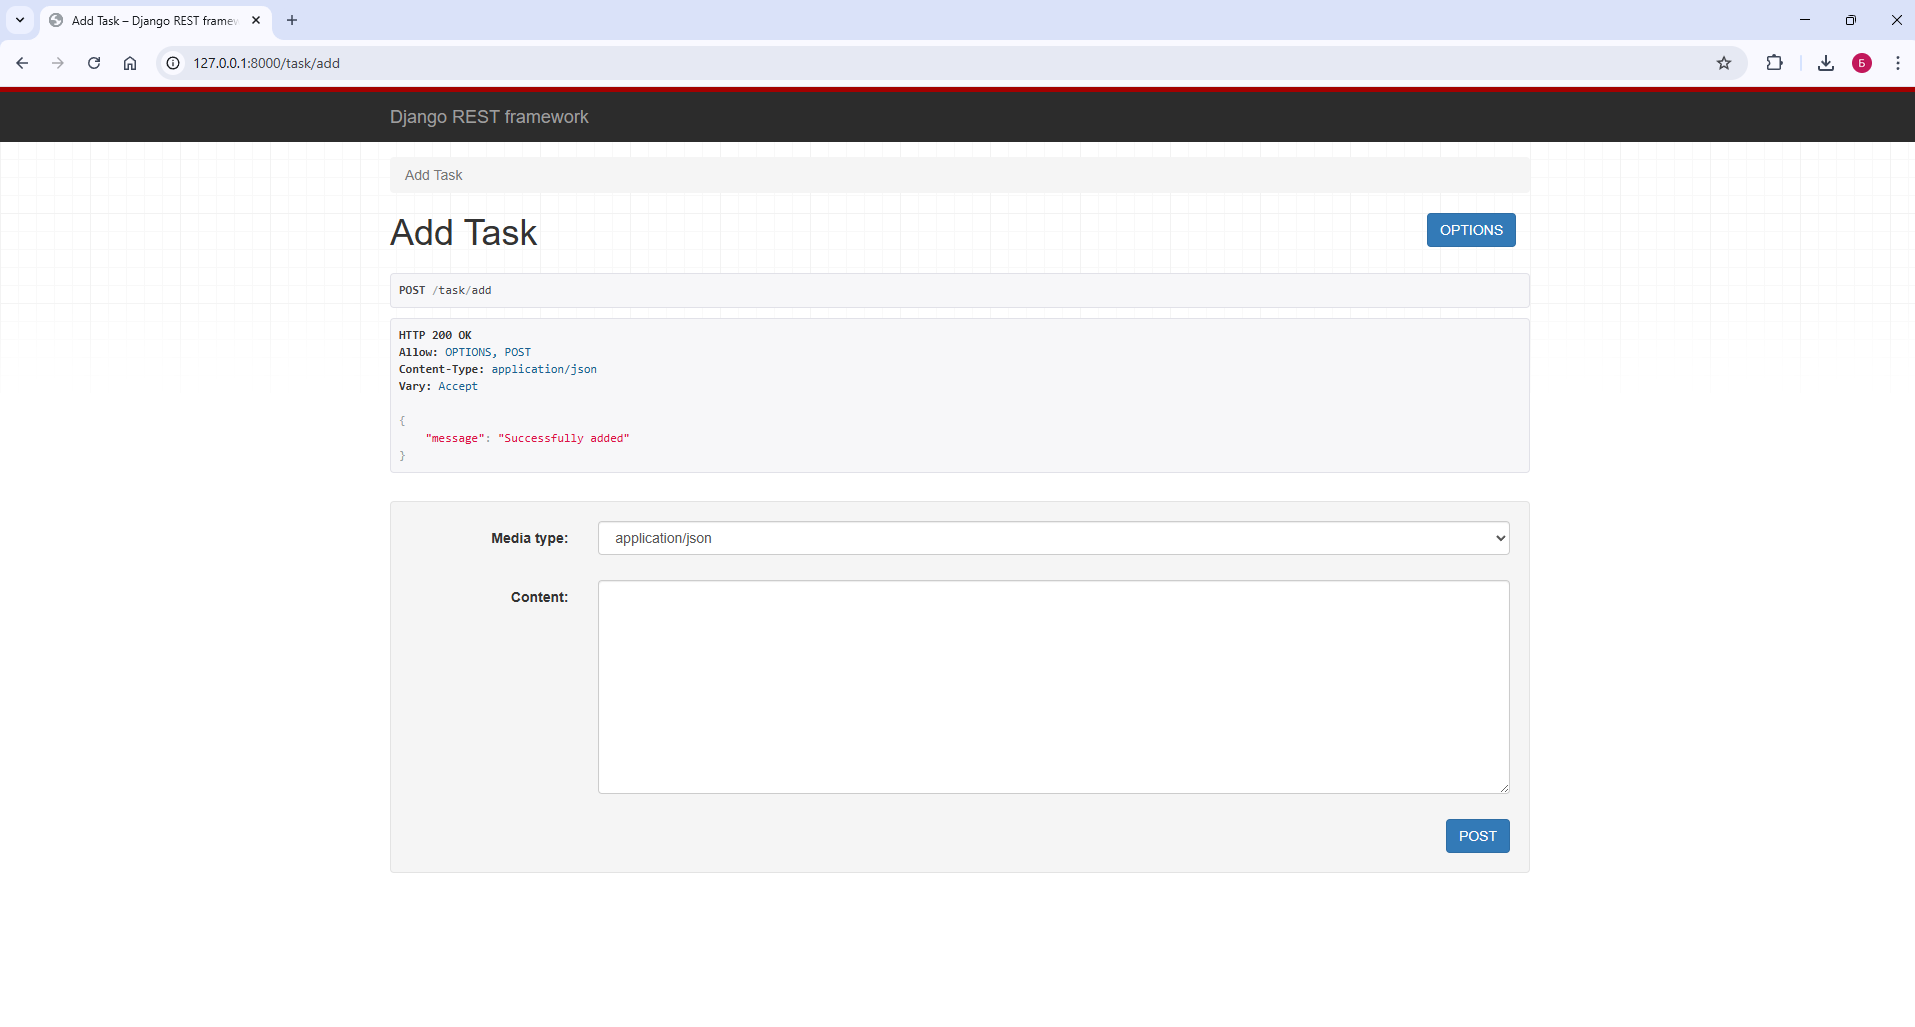 Add Task – Django REST framew
127.0.0.1:8000/task/add
Б
Django REST framework
Add Task
Add Task
OPTIONS
POST /task/add
HTTP 200 OK
Allow: OPTIONS, POST
Content-Type: application/json
Vary: Accept
{
"message": "Successfully added"
}
Media type:
application/json
Content:
POST